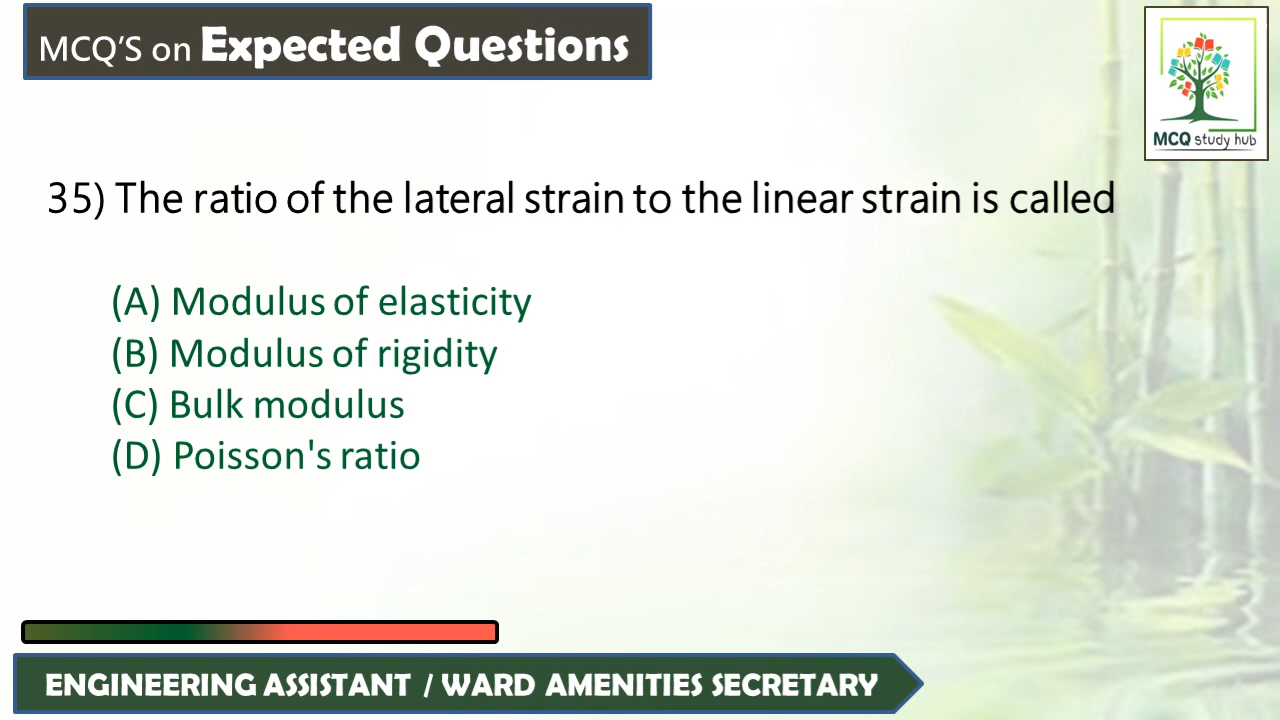 MCQ'S on Expected Questions
MCQ study hub
35) The ratio of the lateral strain to the linear strain is called
(A) Modulus of elasticity
(B) Modulus of rigidity
(C) Bulk modulus
(D) Poisson's ratio
ENGINEERING ASSISTANT / WARD AMENITIES SECRETARY